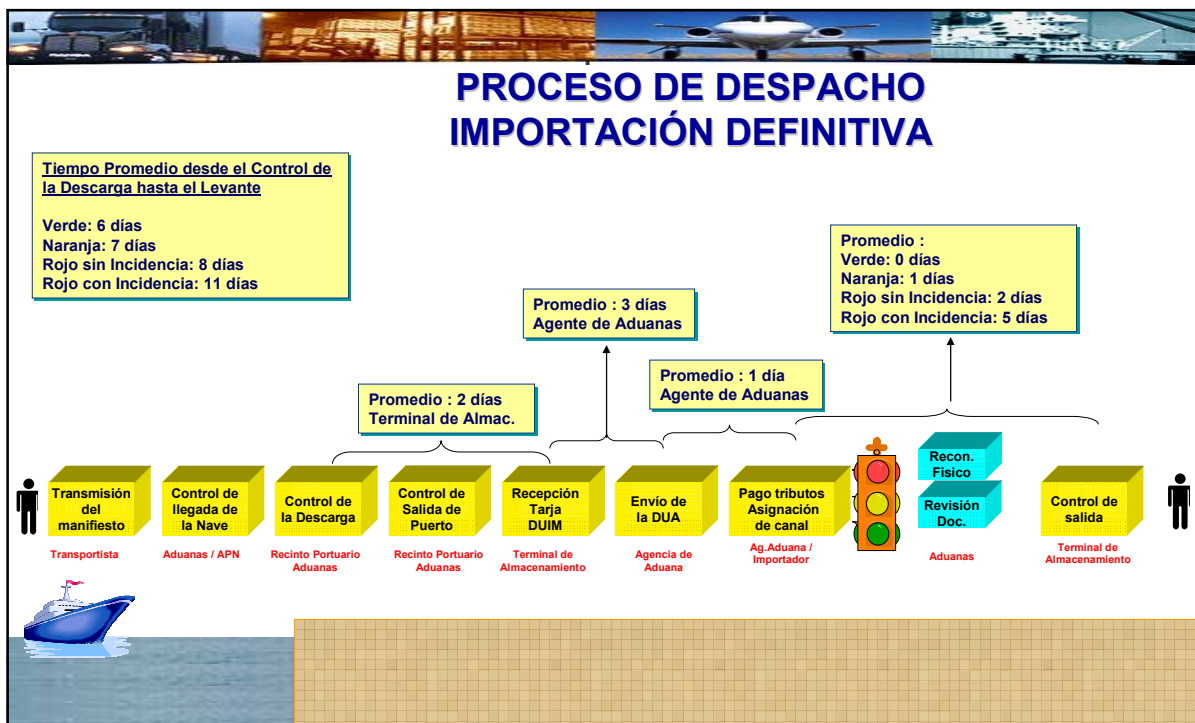 PROCESO DE DESPACHO
IMPORTACIÓN DEFINITIVA
Tiempo Promedio desde el Control de
la Descarga hasta el Levante
Verde: 6 días
Naranja: 7 días
Rojo sin Incidencia: 8 días
Rojo con Incidencia: 11 días
Promedio :
Verde: 0 días
Naranja: 1 días
Rojo sin Incidencia: 2 días
Rojo con Incidencia: 5 días
Promedio : 3 días
Agente de Aduanas
Promedio : 1 día
Agente de Aduanas
Promedio : 2 días
Terminal de Almac.
Transmisión
del
manifiesto
Transportista
Control de
llegada de
la Nave
Aduanas / APN
Control de
la Descarga
Recinto Portuario
Aduanas
Control de
Salida de
Puerto
Recinto Portuario
Aduanas
Recepción
Tarja
DUIM
Terminal de
Almacenamiento
Envío de
la DUA
Agencia de
Aduana
Pago tributos
Asignación
de canal
Ag.Aduana /
Importador
Recon.
Fisico
Revisión
Doc.
Aduanas
Control de
salida
Terminal de
Almacenamiento